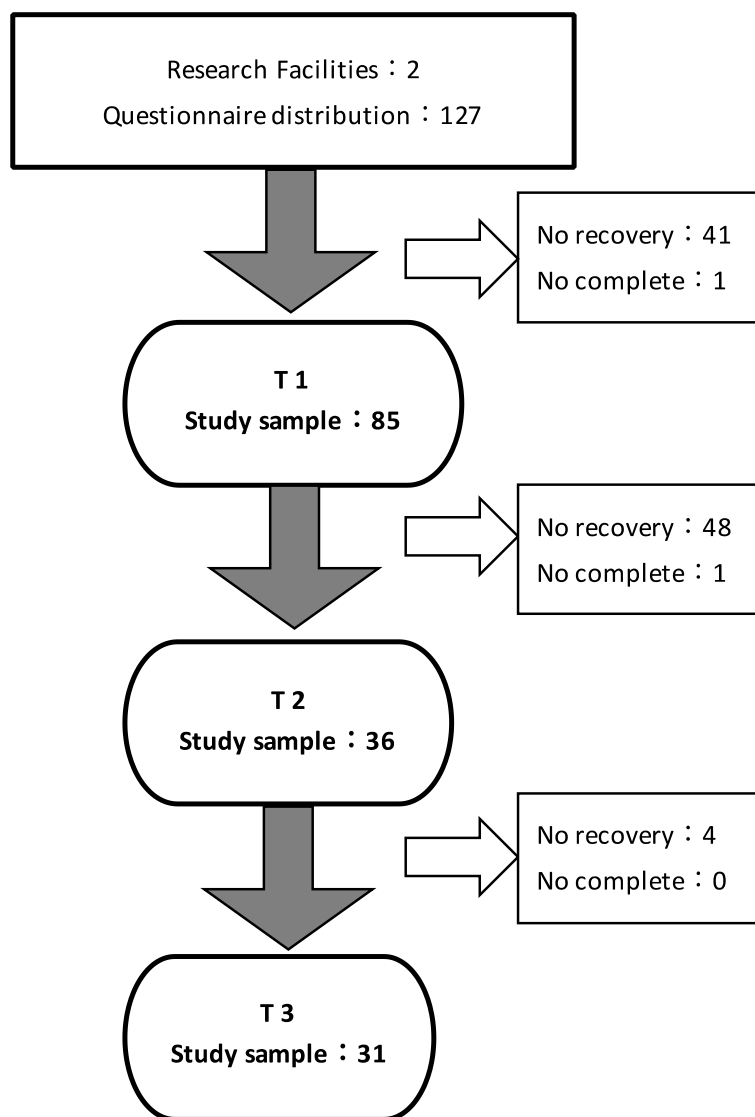 Research Facilities：2
Questionnaire distribution：127
No recovery：41
No complete：1
T 1
Study sample：85
No recovery：48
No complete：1
T 2
Study sample：36
No recovery：4
No complete：0
T 3
Study sample：31